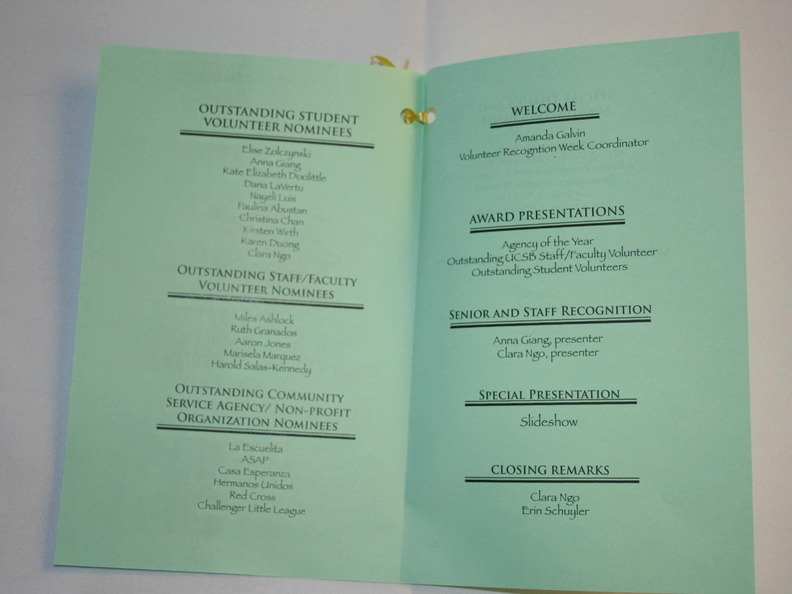 OUTSTANDING STUDENT
VOLUNTEER NOMINEES
Elise Zolczynski
Anna Giang
Kate Elizabeth Doolittle
Dana LaVertu
Nayeli Luis
Paulina Abustan
Christina Chan
Kirsten Wirth
Karen Duong
Clara Ngo
OUTSTANDING STAFF/FACULTY
VOLUNTEER NOMINEES
Miles Ashlock
Ruth Granados
Aaron Jones
Marisela Marquez
Harold Salas-Kennedy
OUTSTANDING COMMUNITY
SERVICE AGENCY/ NON-PROFIT
ORGANIZATION NOMINEES
La Escuelita
ASAP
Casa Esperanza
Hermanos Unidos
Red Cross
Challenger Little League
WELCOME
Amanda Galvin
Volunteer Recogntion Week Coordinator
AWARD PRESENTATIONS
Agency of the Year
Outstanding UCSB Staff/Faculty Volunteer
Outstanding Student Volunteers
SENIOR AND STAFF RECOGNITION
Anna Giang, presenter
Clara Ngo, presenter
SPECIAL PRESENTATION
Slideshow
CLOSING REMARKS
Clara Ngo
Erin Schuyler